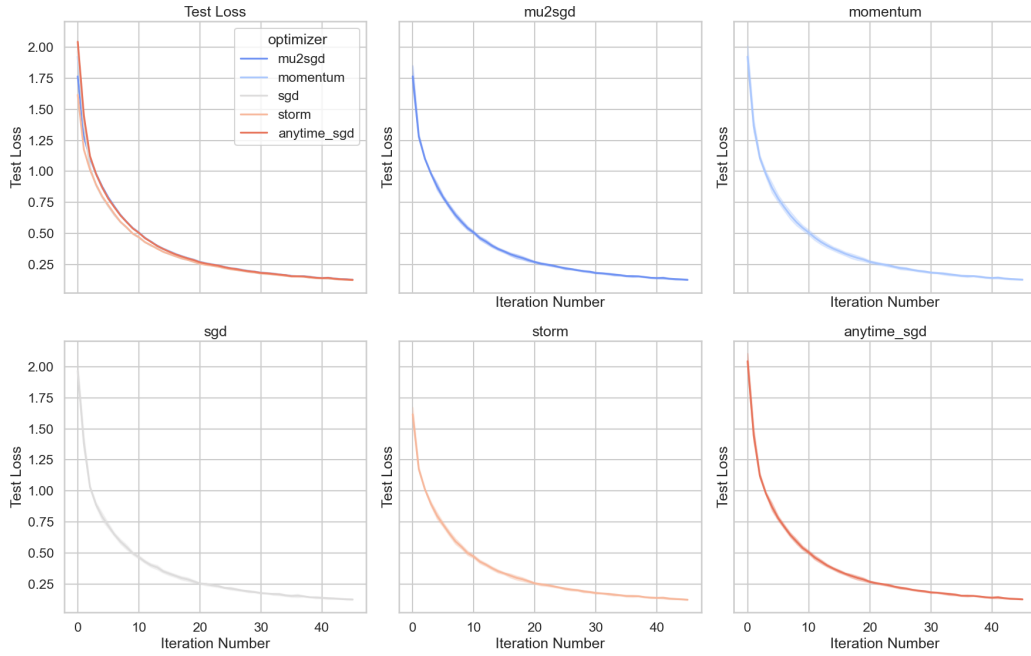 Test Loss
mu2sgd
momentum
optimizer
mu2sgd
momentum
sgd
storm
anytime_sgd
Test Loss
2.00
1.75
1.50
1.25
1.00
0.75
0.50
0.25
Test Loss
Test Loss
Iteration Number
Iteration Number
sgd
storm
anytime_sgd
Test Loss
2.00
1.75
1.50
1.25
1.00
0.75
0.50
0.25
Test Loss
Test Loss
0 10 20 30 40
0 10 20 30 40
0 10 20 30 40
Iteration Number
Iteration Number
Iteration Number